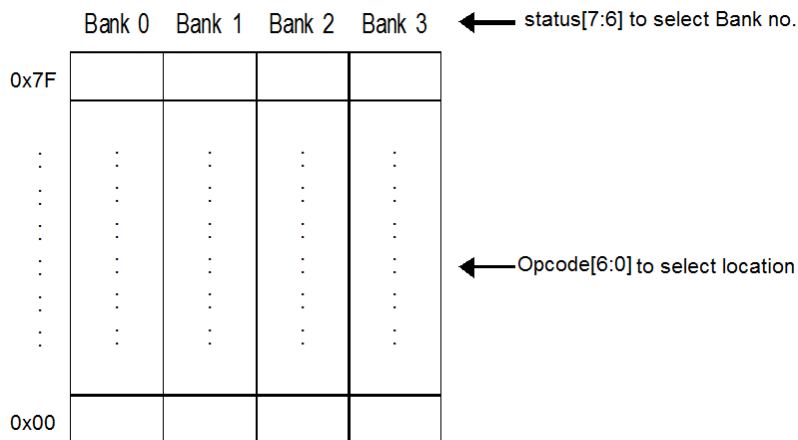 Bank 0 Bank 1 Bank 2 Bank 3
status[7:6] to select Bank no.
0x7F
Opcode[6:0] to select location
0x00